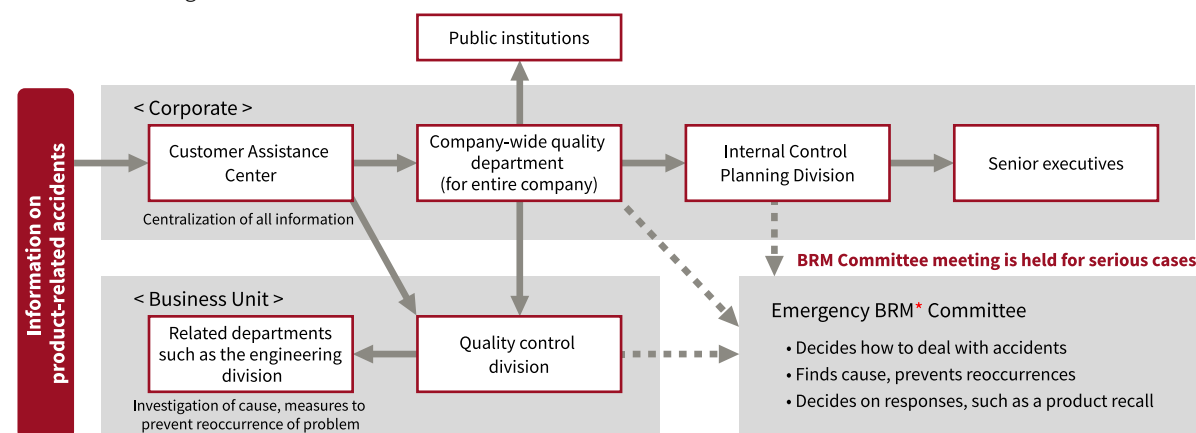 Public institutions
Information on
product-related accidents
< Corporate >
Customer Assistance
Center
Centralization of all information
Company-wide quality
department
(for entire company)
Internal Control
Planning Division
Senior executives
BRM Committee meeting is held for serious cases
< Business Unit >
Related departments
such as the engineering
division
Investigation of cause, measures to
prevent reoccurrence of problem
Quality control
division
Emergency BRM* Committee
• Decides how to deal with accidents
• Finds cause, prevents reoccurrences
• Decides on responses, such as a product recall